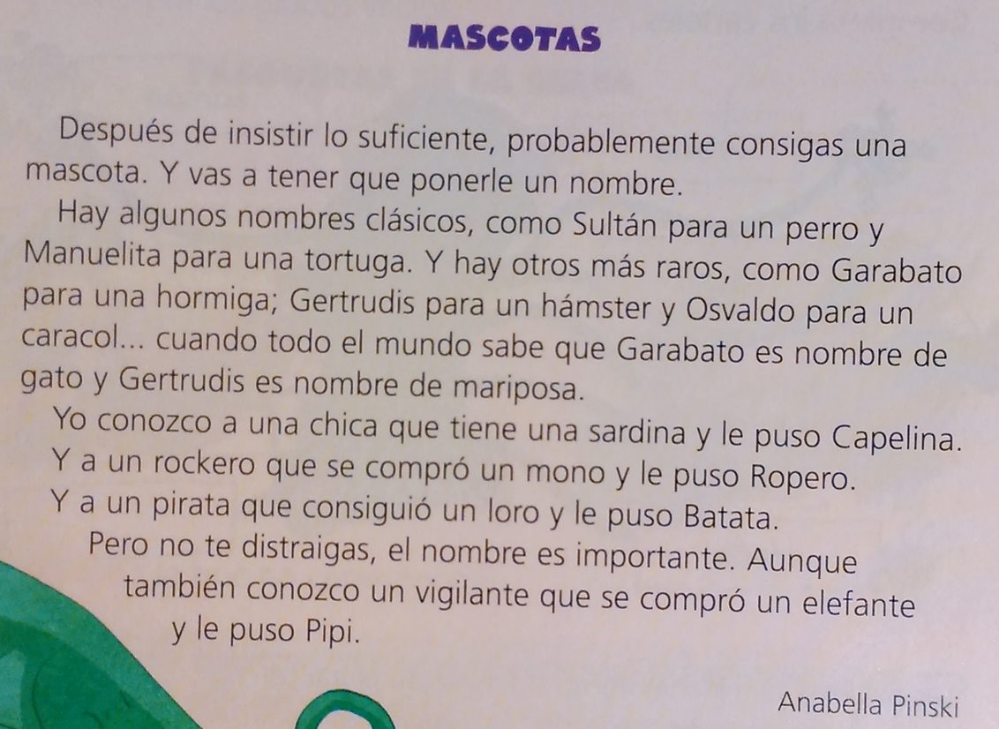 MASCOTAS
Después de insistir lo suficiente, probablemente consigas una
mascota. Y vas a tener que ponerle un nombre.
Hay algunos nombres clásicos, como Sultán para un perro y
Manuelita para una tortuga. Y hay otros más raros, como Garabato
para una hormiga; Gertrudis para un hámster y Osvaldo para un
caracol... cuando todo el mundo sabe que Garabato es nombre de
gato y Gertrudis es nombre de mariposa.
Yo conozco a una chica que tiene una sardina y le puso Capelina.
Y a un rockero que se compró un mono y le puso Ropero.
Y a un pirata que consiguió un loro y le puso Batata.
Pero no te distraigas, el nombre es importante. Aunque
también conozco un vigilante que se compró un elefante
y le puso Pipi.
Anabella Pinski